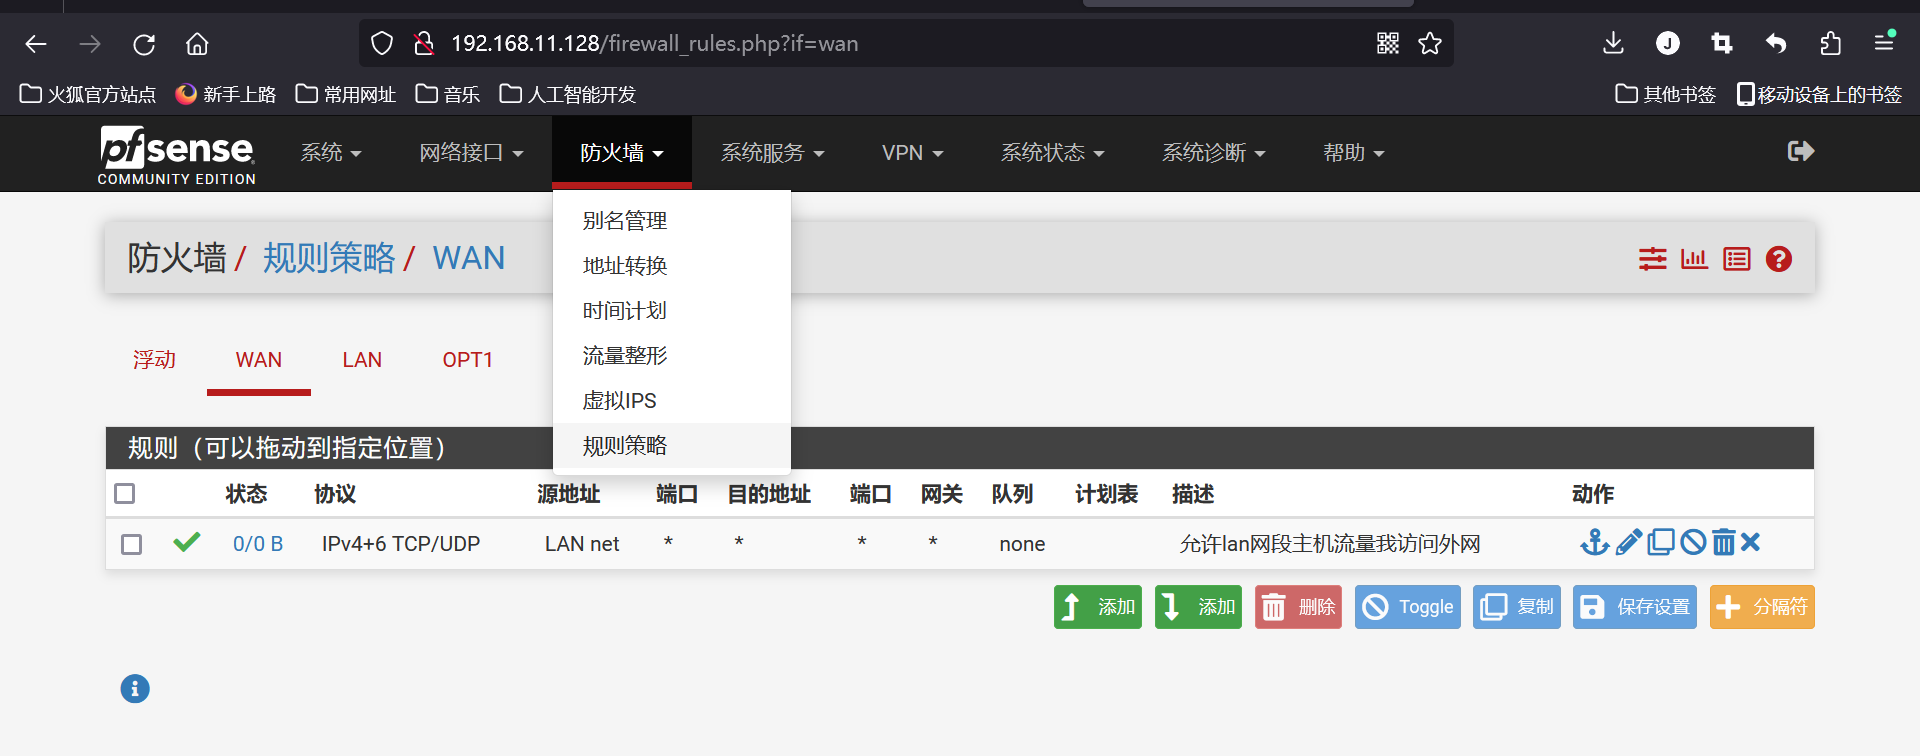 192.168.11.128/firewall_rules.php?if=wan
J
火狐官方站点 新手上路 常用网址 音乐 人工智能开发 其他书签 移动设备上的书签
pfsense
COMMUNITY EDITION
系统 网络接口 防火墙 系统服务 VPN 系统状态 系统诊断 帮助
别名管理
地址转换
时间计划
流量整形
虚拟IPS
规则策略
防火墙 / 规则策略 / WAN
浮动 WAN LAN OPT1
规则（可以拖动到指定位置）
状态 协议 源地址 端口 目的地址 端口 网关 队列 计划表 描述 动作
0/0 B IPv4+6 TCP/UDP LAN net * * * * none 允许lan网段主机流量我访问外网
添加 添加 删除 Toggle 复制 保存设置 分隔符